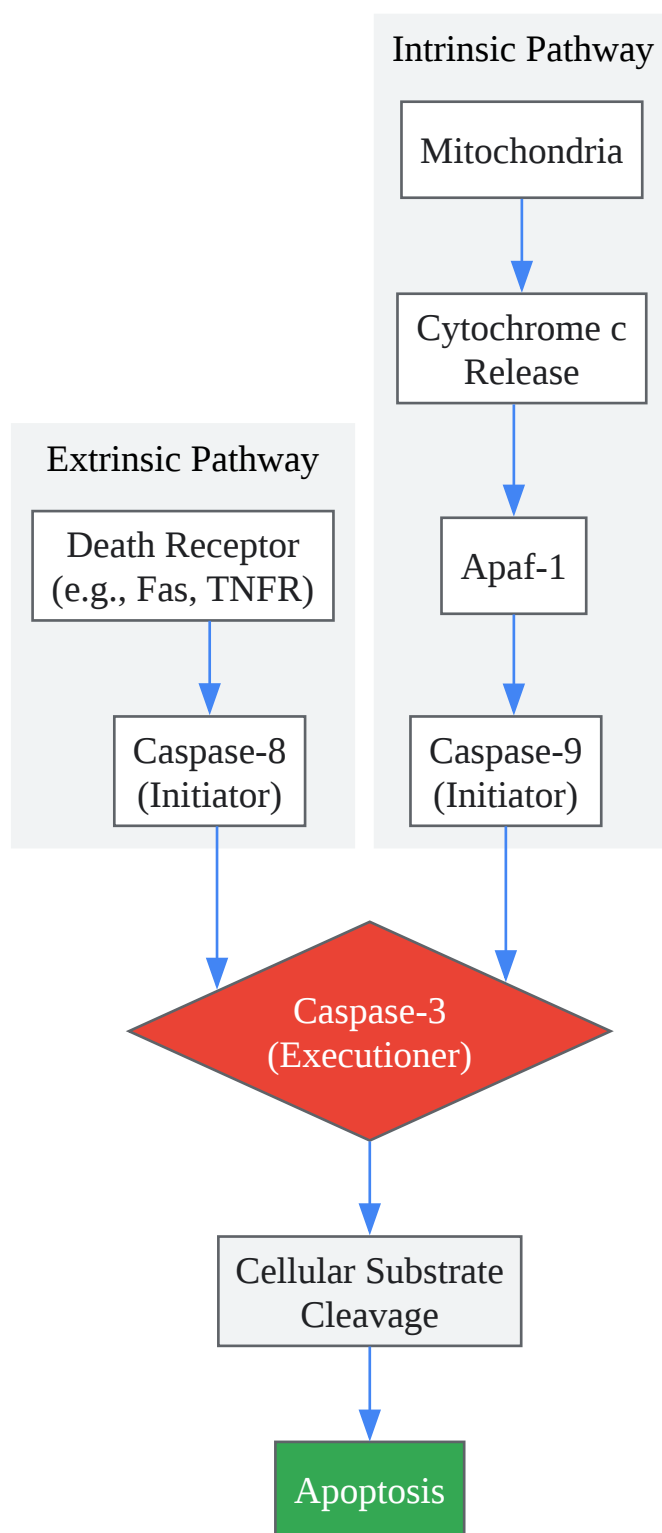 Intrinsic Pathway
Mitochondria
Cytochrome c
Release
Extrinsic Pathway
Death Receptor
(e.g., Fas, TNFR)
Apaf-1
Caspase-8
(Initiator)
Caspase-9
(Initiator)
Caspase-3
(Executioner)
Cellular Substrate
Cleavage
Apoptosis